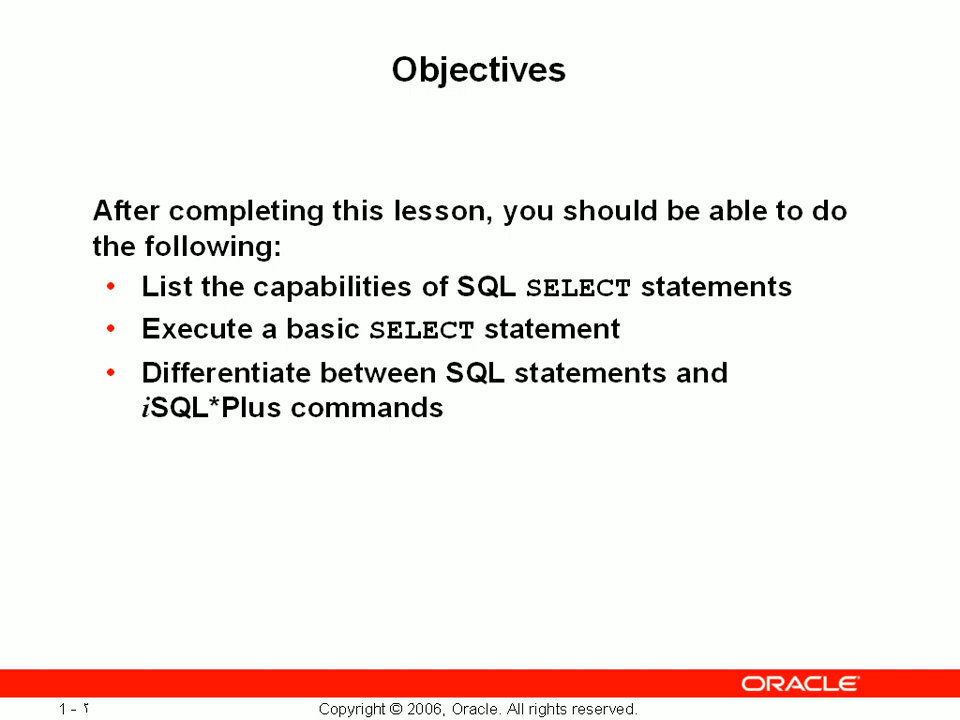 Objectives
After completing this lesson, you should be able to do
the following:
• List the capabilities of SQL SELECT statements
• Execute a basic SELECT statement
• Differentiate between SQL statements and
iSQL*Plus commands
ORACLE
1 - ٢
Copyright © 2006, Oracle. All rights reserved.